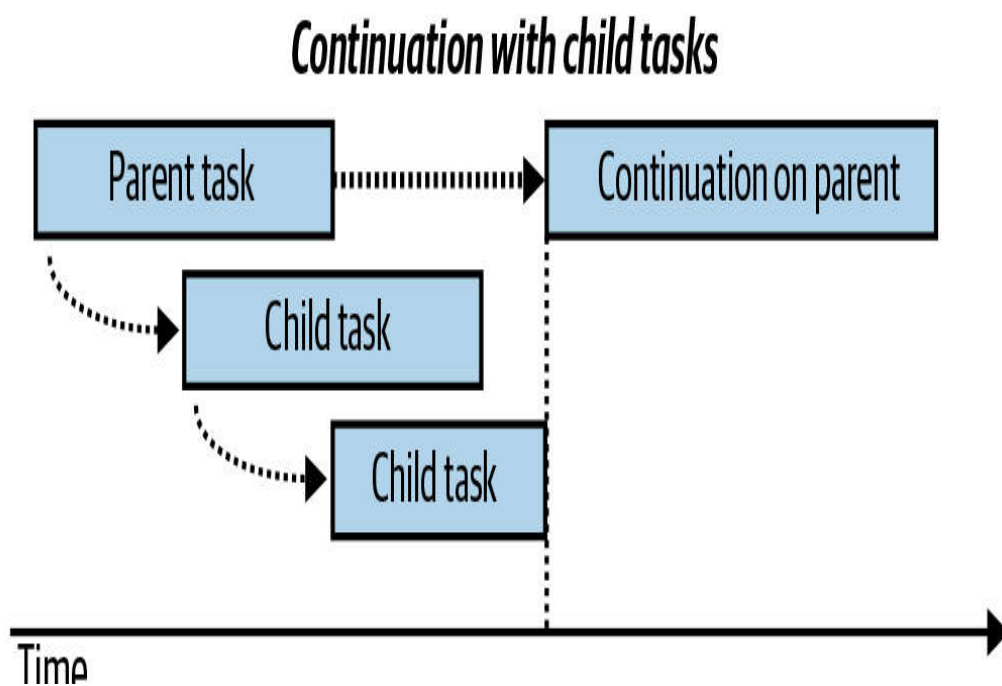 Continuation with child tasks
Parent task
Continuation on parent
Child task
Child task
Time